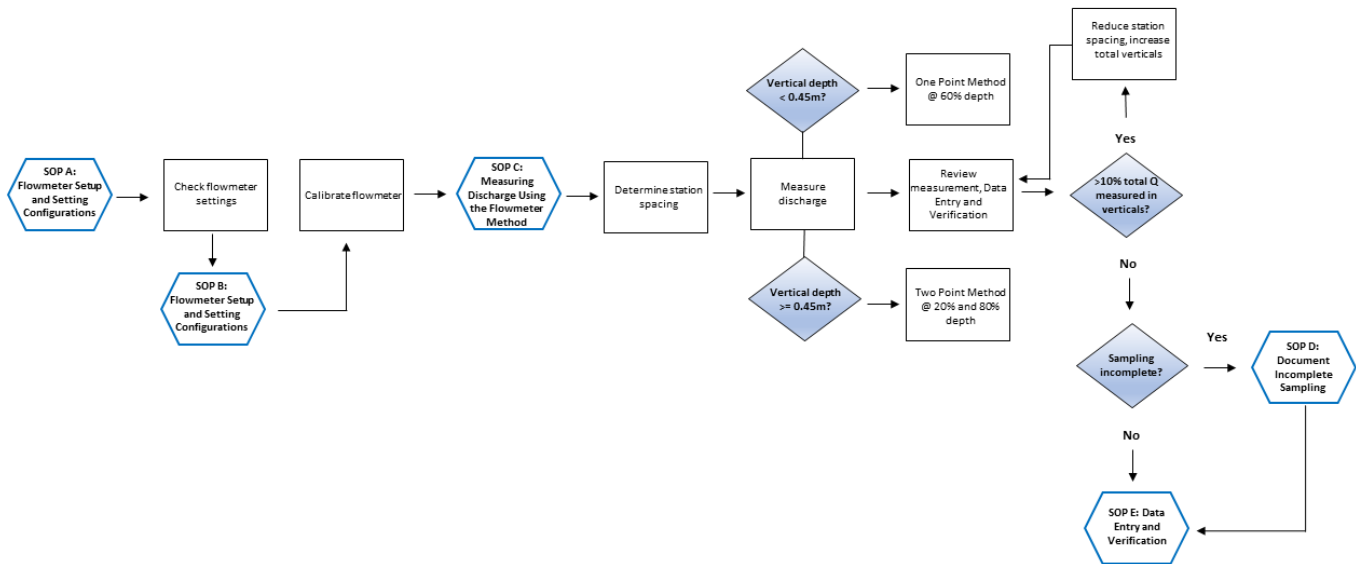 SOP A:
Flowmeter Setup
and Setting
Configurations
Check flowmeter
settings
SOP B:
Flowmeter Setup
and Setting
Configurations
Calibrate flowmeter
SOP C:
Measuring
Discharge Using
the Flowmeter
Method
Determine station
spacing
Measure
discharge
Vertical depth
< 0.45m?
One Point Method
@ 60% depth
Vertical depth
>= 0.45m?
Two Point Method
@ 20% and 80%
depth
Review
measurement, Data
Entry and
Verification
>10% total Q
measured in
verticals?
Yes
Reduce station
spacing, increase
total verticals
No
Sampling
incomplete?
Yes
SOP D:
Document
Incomplete
Sampling
No
SOP E: Data
Entry and
Verification